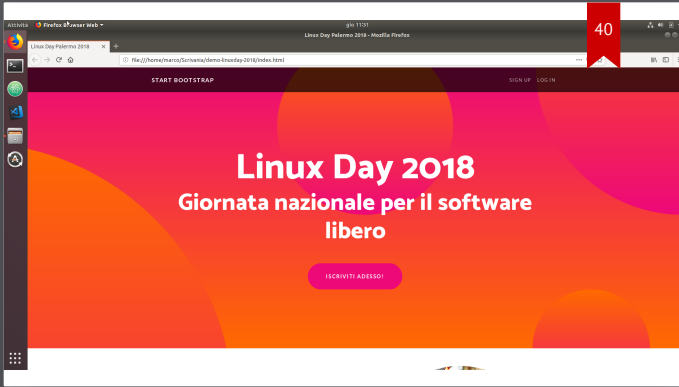 40
Attività Firefox Browser Web gio 11:31
Linux Day Palermo 2018 - Mozilla Firefox
Linux Day Palermo 2018
file:///home/marco/Scrivania/demo-linuxday-2018/index.html
START BOOTSTRAP SIGN UP LOG IN
Linux Day 2018
Giornata nazionale per il software
libero
ISCRIVITI ADESSO!